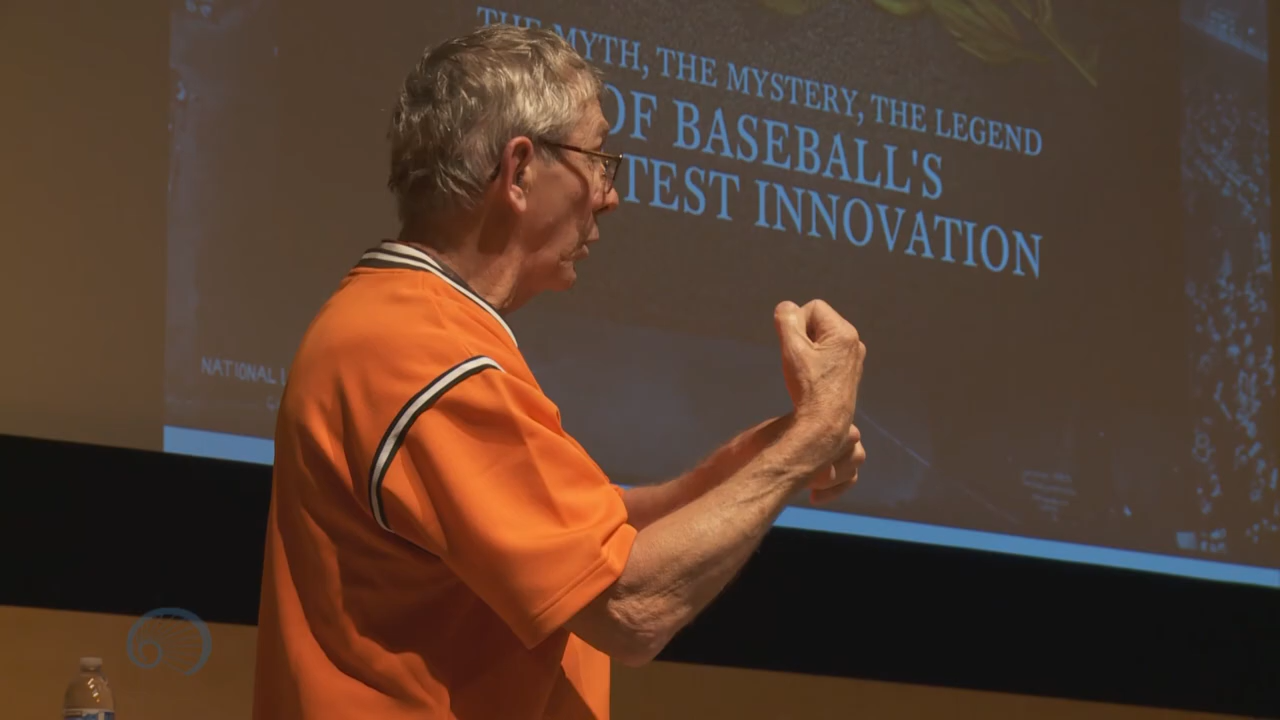 THE MYTH, THE MYSTERY, THE LEGEND
OF BASEBALL'S
TEST INNOVATION
NATIONAL